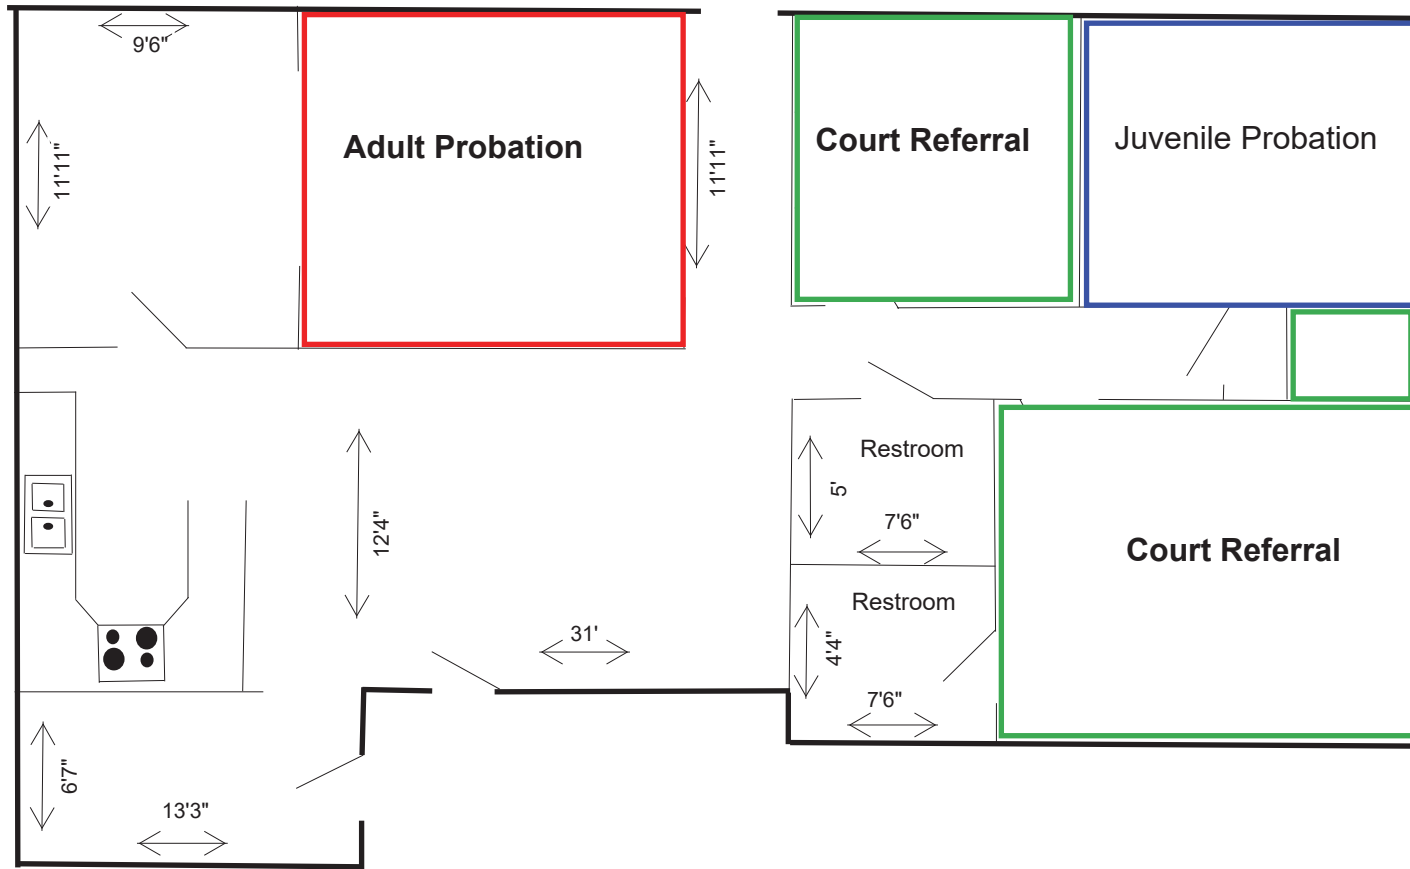 9'6"
11'11"
Adult Probation
11'11"
Court Referral
Juvenile Probation
Restroom
5'
7'6"
12'4"
Court Referral
Restroom
31'
4'4"
7'6"
6'7"
13'3"